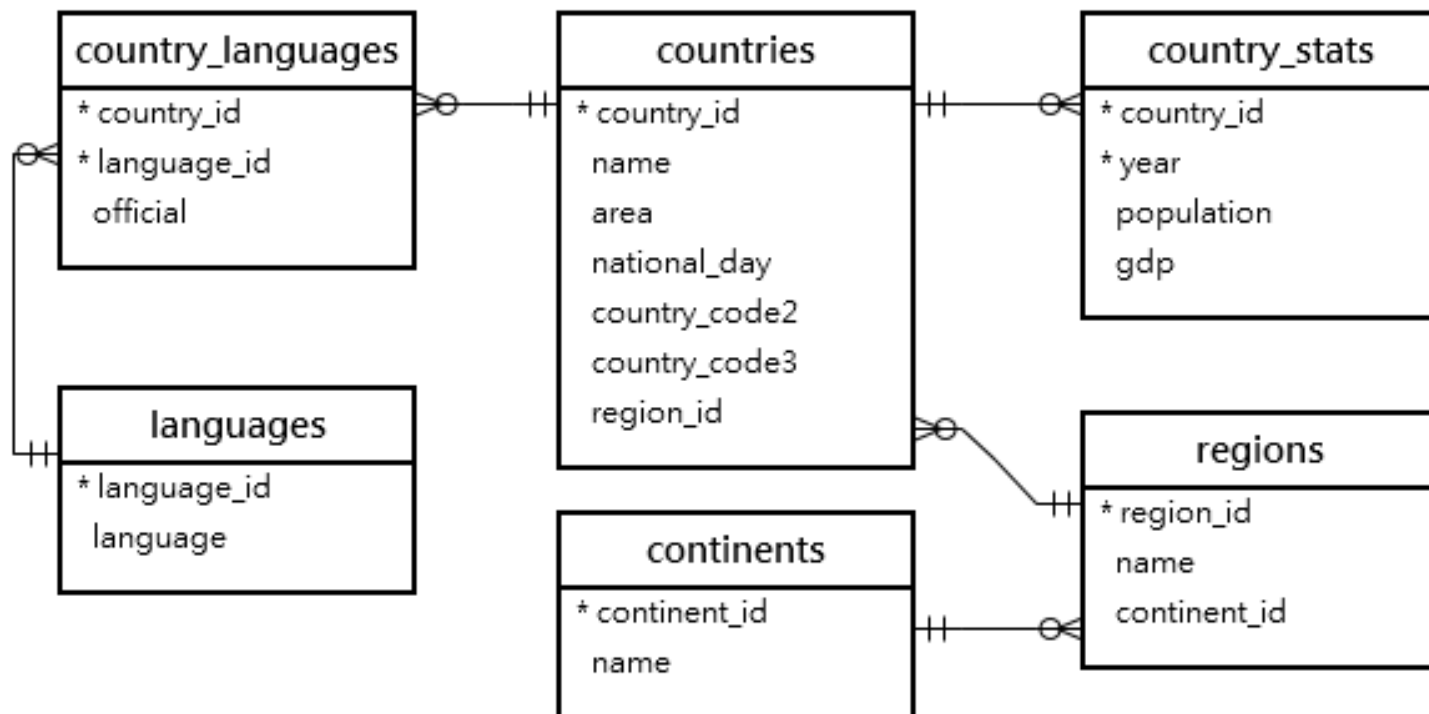 country_languages
* country_id
* language_id
official
countries
* country_id
name
area
national_day
country_code2
country_code3
region_id
country_stats
* country_id
* year
population
gdp
languages
* language_id
language
continents
* continent_id
name
regions
* region_id
name
continent_id